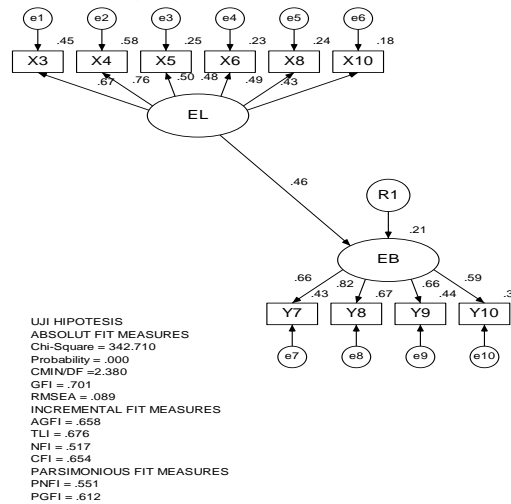 e1 e2 e3 e4 e5 e6
.45 .58 .25 .23 .24 .18
X3 X4 X5 X6 X8 X10
.67 .76 .50 .48 .49 .43
EL
.46
R1
.21
EB
.66 .82 .66 .59
.43 .67 .44
Y7 Y8 Y9 Y10
e7 e8 e9 e10
UJI HIPOTESIS
ABSOLUT FIT MEASURES
Chi-Square = 342.710
Probability = .000
CMIN/DF =2.380
GFI = .701
RMSEA = .089
INCREMENTAL FIT MEASURES
AGFI = .658
TLI = .676
NFI = .517
CFI = .654
PARSIMONIOUS FIT MEASURES
PNFI = .551
PGFI = .612